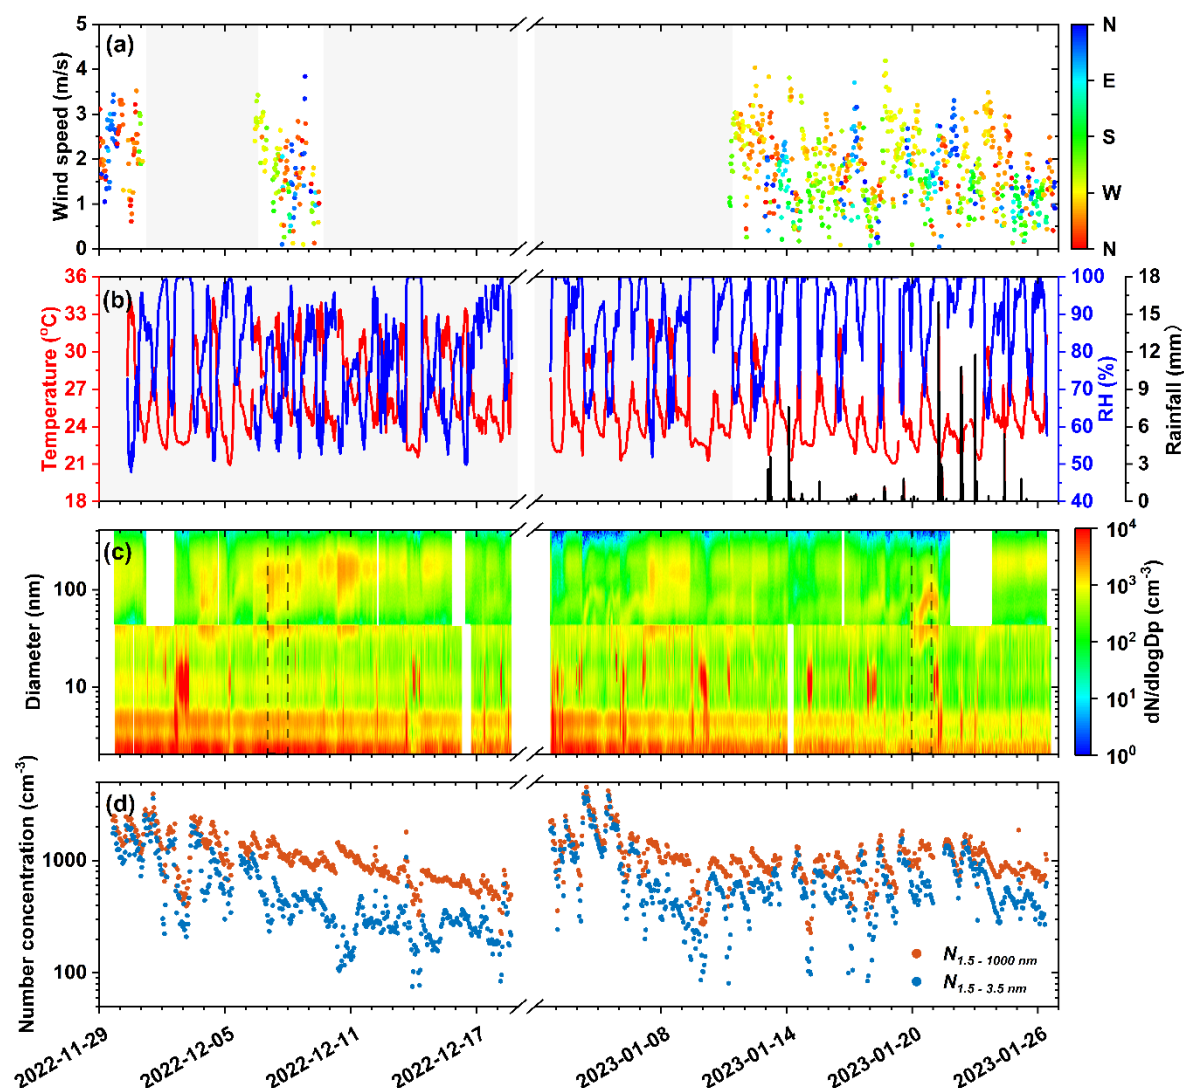 (a)
Wind speed (m/s)
5
4
3
2
1
0
N
E
S
W
N
(b)
Temperature (°C)
36
33
30
27
24
21
18
100
90
80
70
60
50
40
RH (%)
18
15
12
9
6
3
0
Rainfall (mm)
(c)
Diameter (nm)
100
10
10⁴
10³
10²
10¹
10⁰
dN/dlogDp (cm⁻³)
(d)
Number concentration (cm⁻³)
1000
100
N₁.₅ - ₁₀₀₀ nm
N₁.₅ - ₃.₅ nm
2022-11-29
2022-12-05
2022-12-11
2022-12-17
2023-01-08
2023-01-14
2023-01-20
2023-01-26